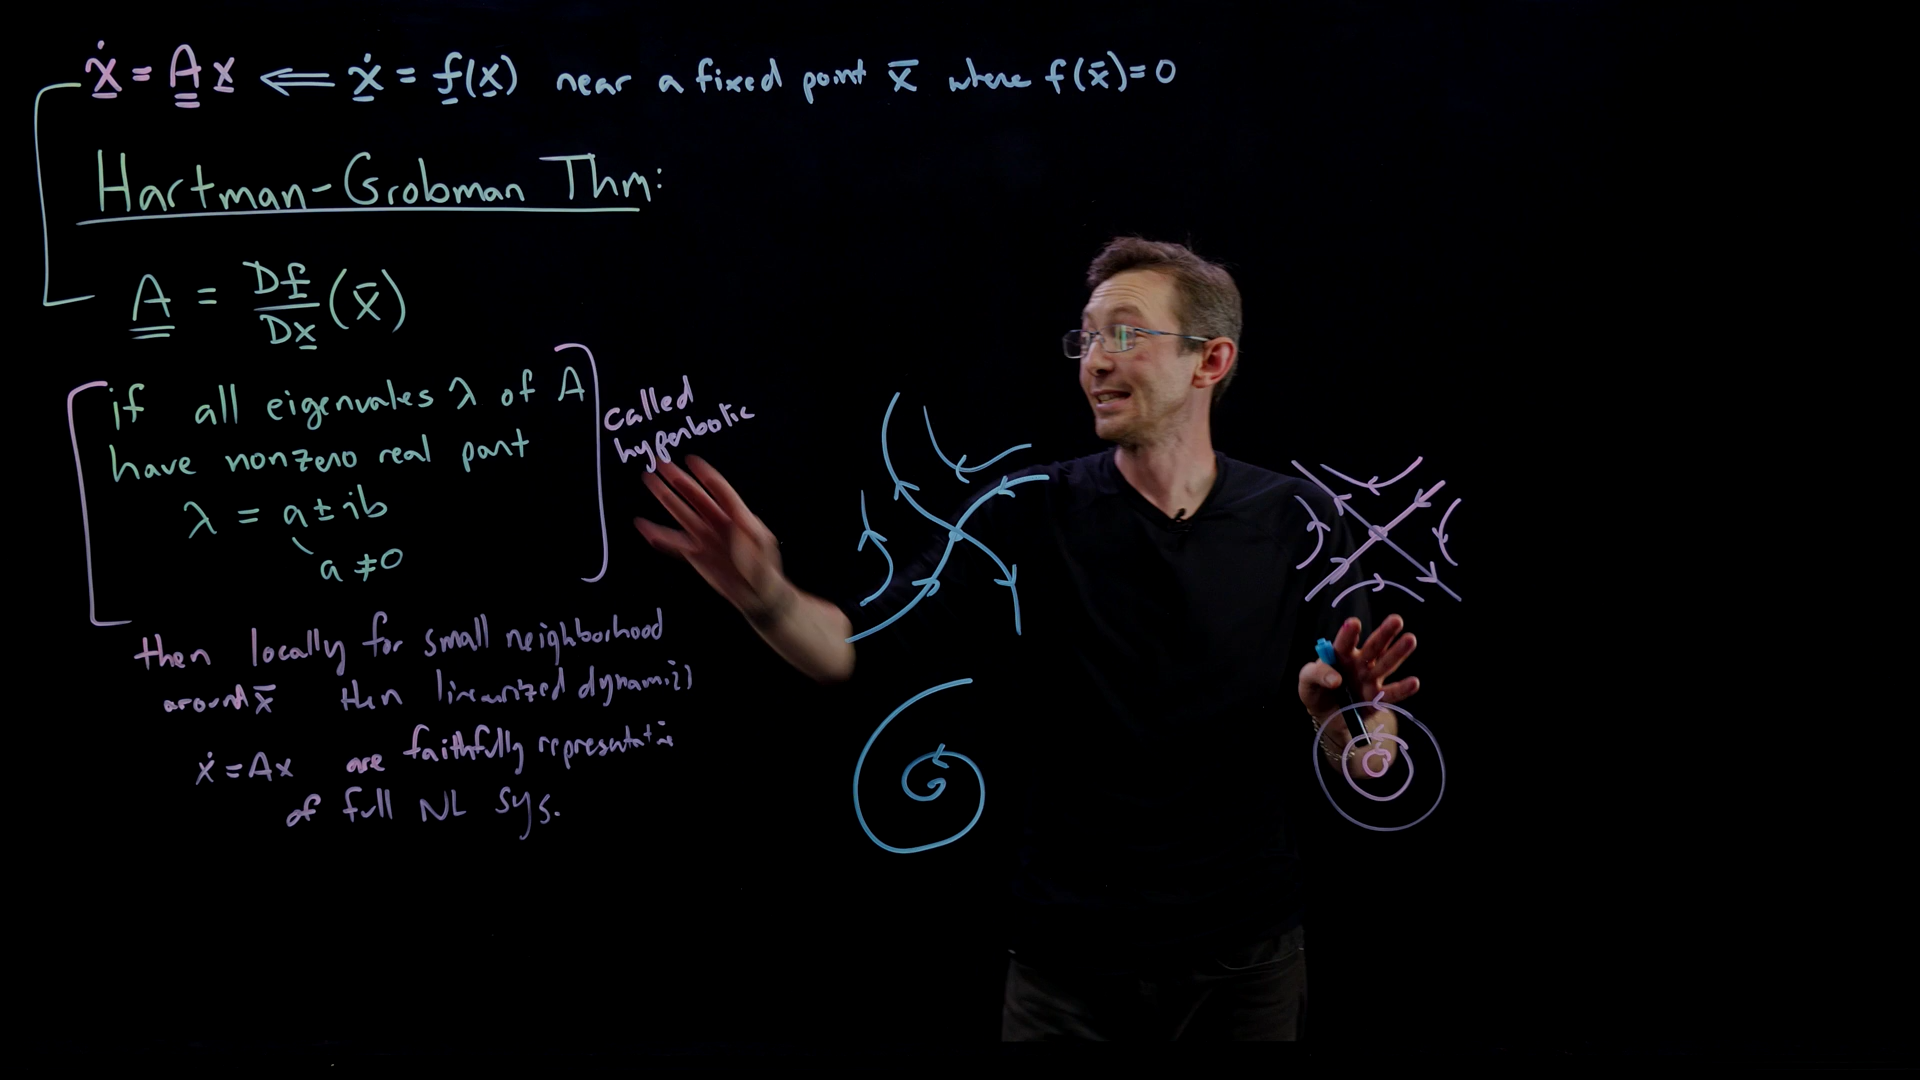 ẋ = A x ⟸ ẋ = f(x) near a fixed point x̄ where f(x̄)=0
Hartman-Grobman Thm:
A = Df/Dx (x̄)
if all eigenvales λ of A
have nonzero real part
λ = a ± ib
a ≠ 0
called
hyperbolic
then locally for small neighborhood
around x̄ then linearized dynamics
ẋ = Ax are faithfully representative
of full NL sys.